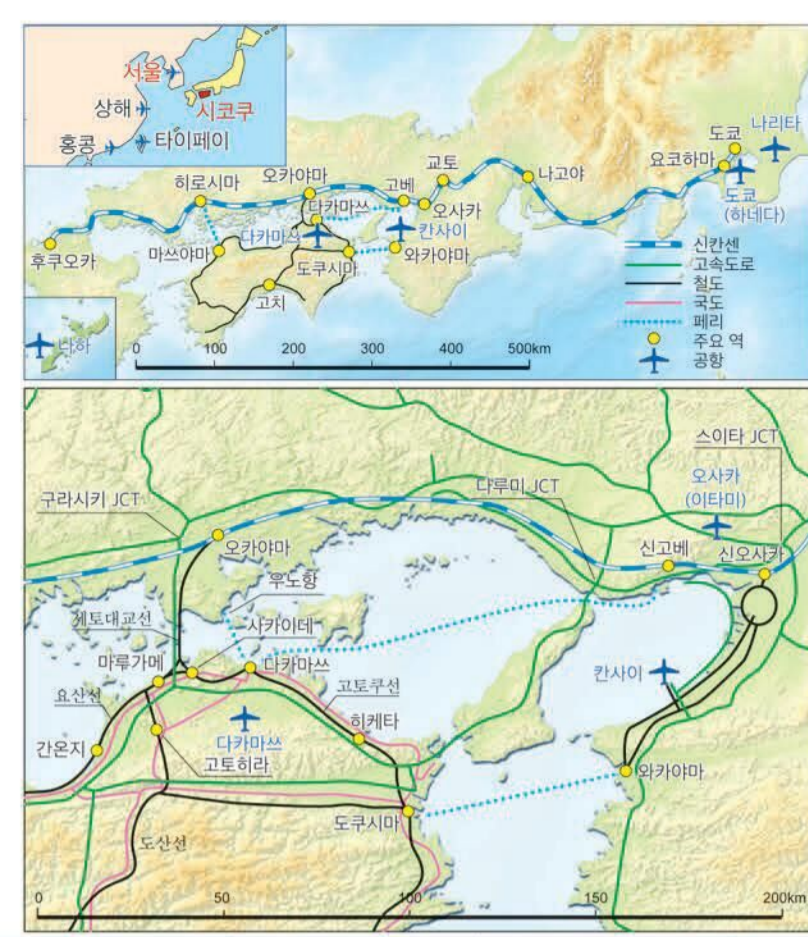 서울
시코쿠
상해
홍콩
타이페이
도쿄
나리타
요코하마
도쿄
(하네다)
나고야
교토
고베
오사카
오카야마
히로시마
다카마쓰
다카마쓰
칸사이
와카야마
마쓰야마
도쿠시마
고치
후쿠오카
나하
신칸센
고속도로
철도
국도
페리
주요 역
공항
0 100 200 300 400 500km
스이타 JCT
오사카
(이타미)
다루미 JCT
구라시키 JCT
오카야마
신고베
신오사카
우노항
세토대교선
사카이데
마루가메
다카마쓰
칸사이
요산선
고토쿠선
간온지
다카마쓰
히케타
고토히라
와카야마
도쿠시마
도산선
0 50 100 150 200km